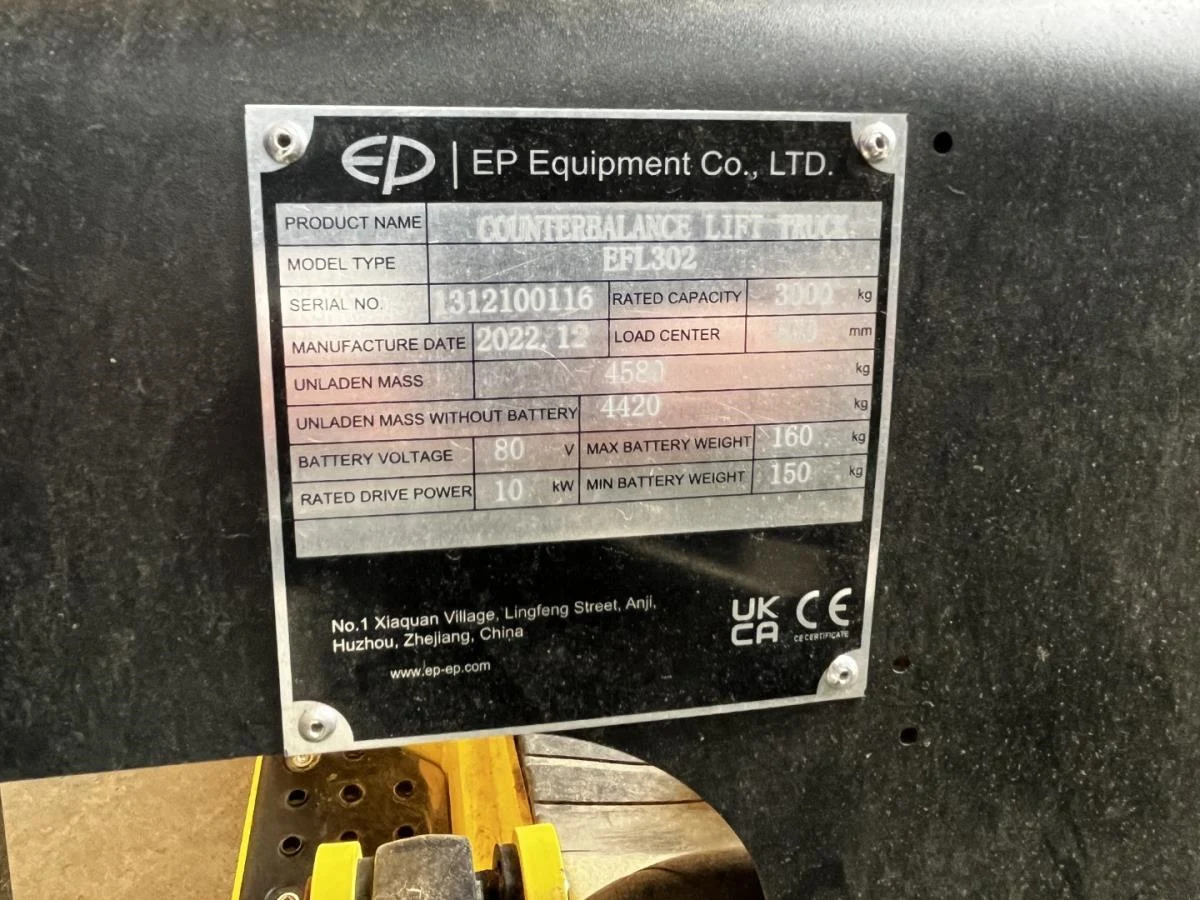 EP | EP Equipment Co., LTD.
PRODUCT NAME COUNTERBALANCE LIFT TRUCK
MODEL TYPE EFL302
SERIAL NO. 1312100116 RATED CAPACITY 3000 kg
MANUFACTURE DATE 2022.12 LOAD CENTER mm
UNLADEN MASS 4580 kg
UNLADEN MASS WITHOUT BATTERY 4420 kg
BATTERY VOLTAGE 80 V MAX BATTERY WEIGHT 160 kg
RATED DRIVE POWER 10 kW MIN BATTERY WEIGHT 150 kg
No.1 Xiaquan Village, Lingfeng Street, Anji,
Huzhou, Zhejiang, China
www.ep-ep.com
UK
CA
CE
CE CERTIFICATE